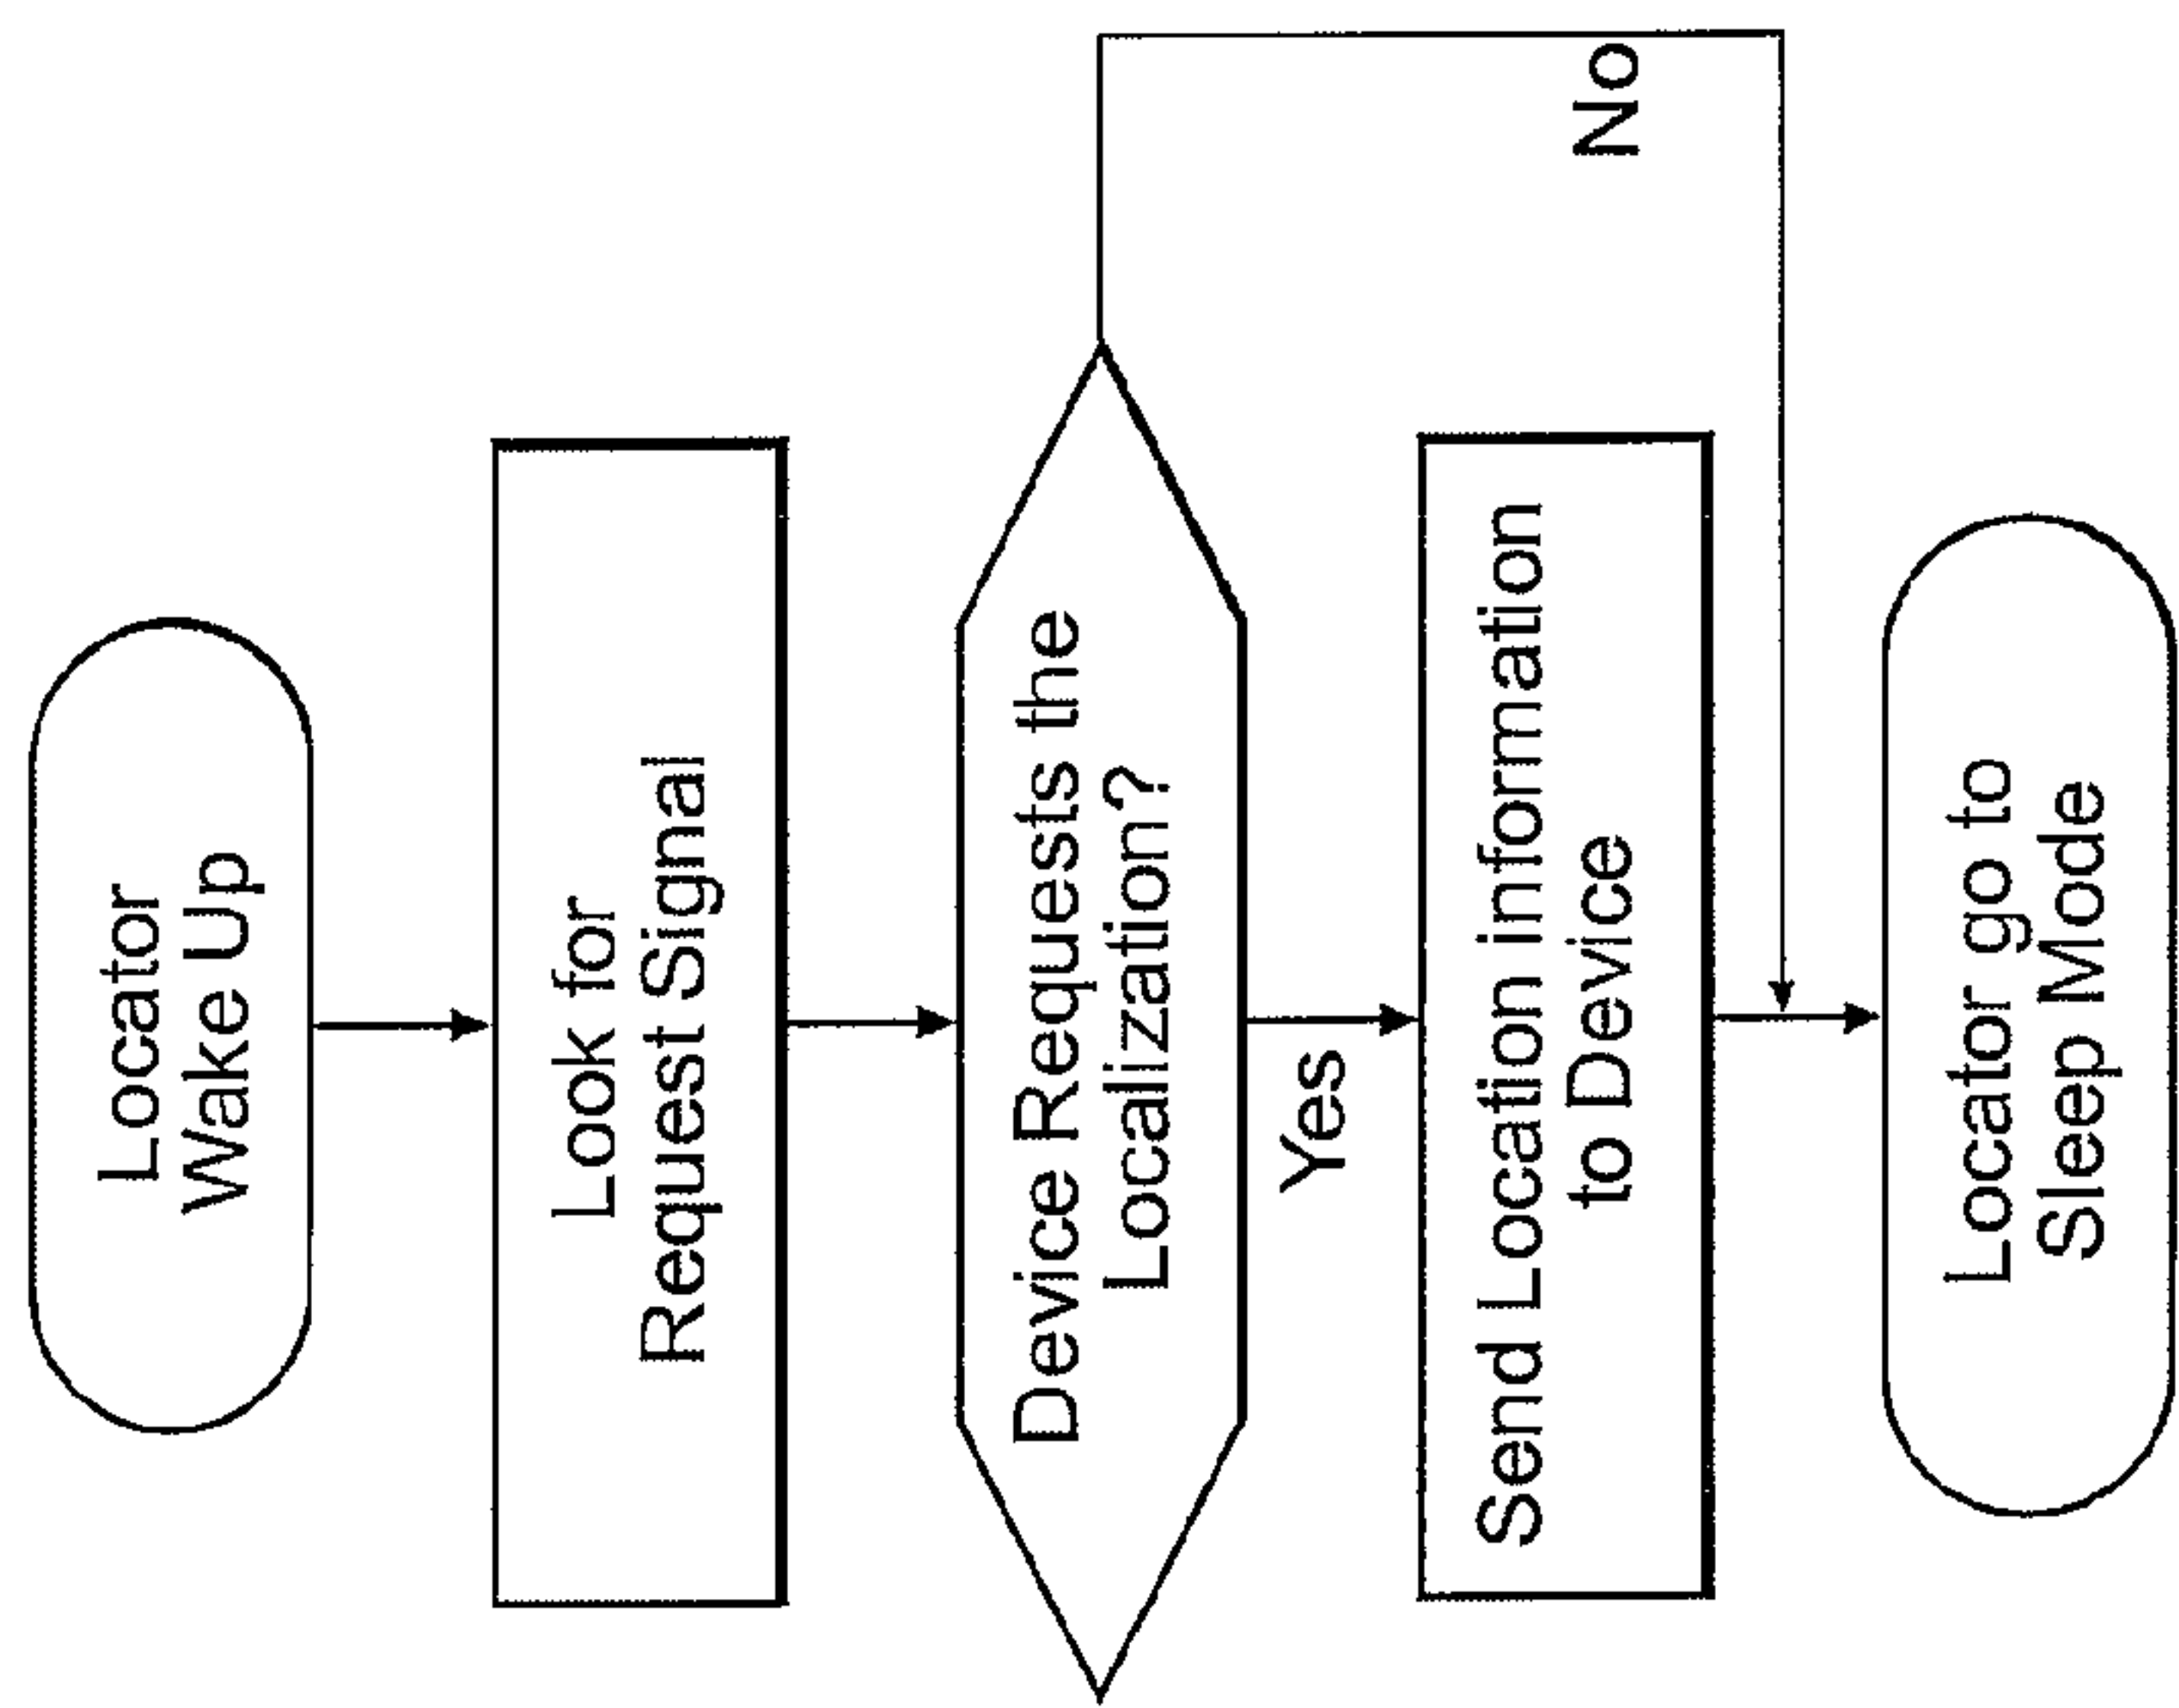 Locator
Wake Up
Look for
Request Signal
Device Requests the
Localization?
Yes
No
Send Location information
to Device
Locator go to
Sleep Mode